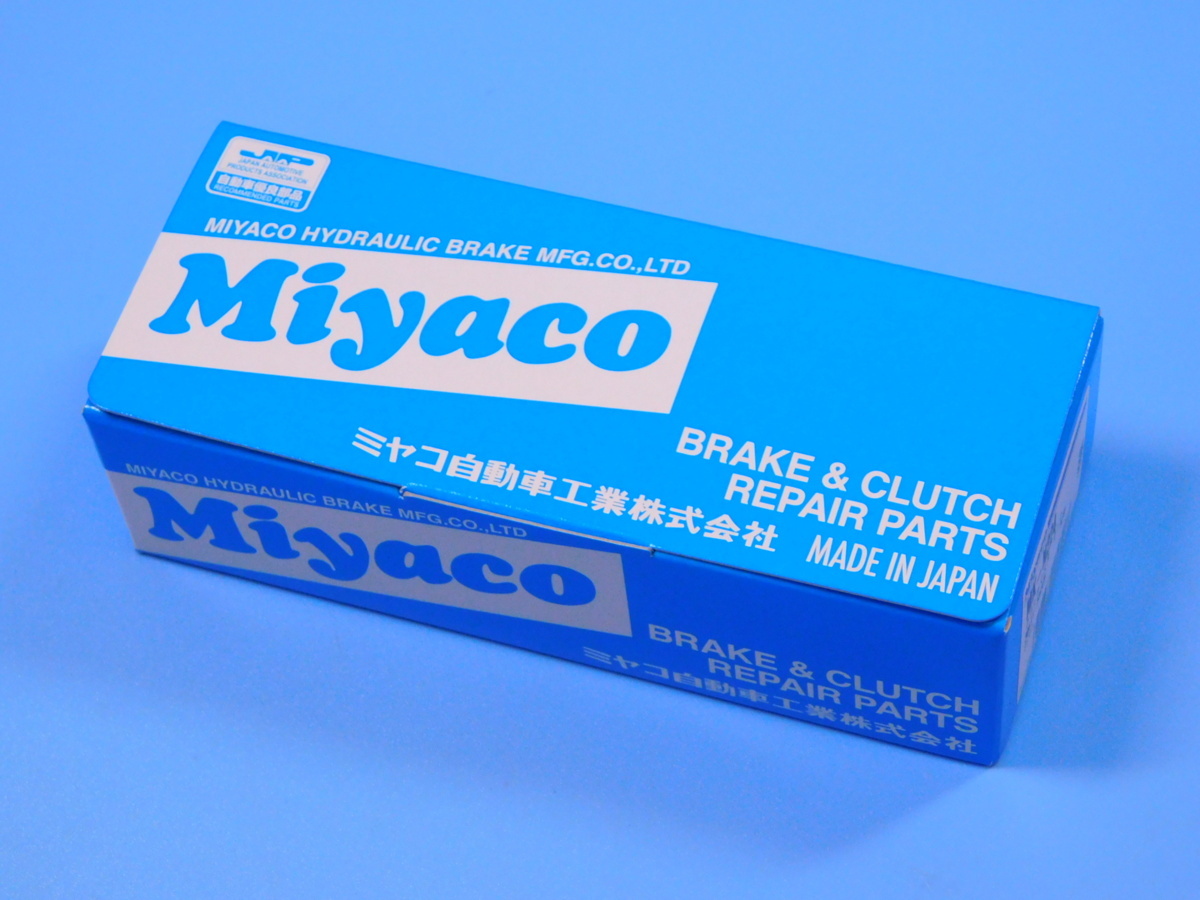 JAPAN AUTOMOTIVE
PRODUCTS ASSOCIATION
自動車優良部品
RECOMMENDED PARTS
MIYACO HYDRAULIC BRAKE MFG.CO.,LTD
Miyaco
ミヤコ自動車工業株式会社
BRAKE & CLUTCH
REPAIR PARTS
MADE IN JAPAN
MIYACO HYDRAULIC BRAKE MFG.CO.,LTD
Miyaco
BRAKE & CLUTCH
REPAIR PARTS
ミヤコ自動車工業株式会社